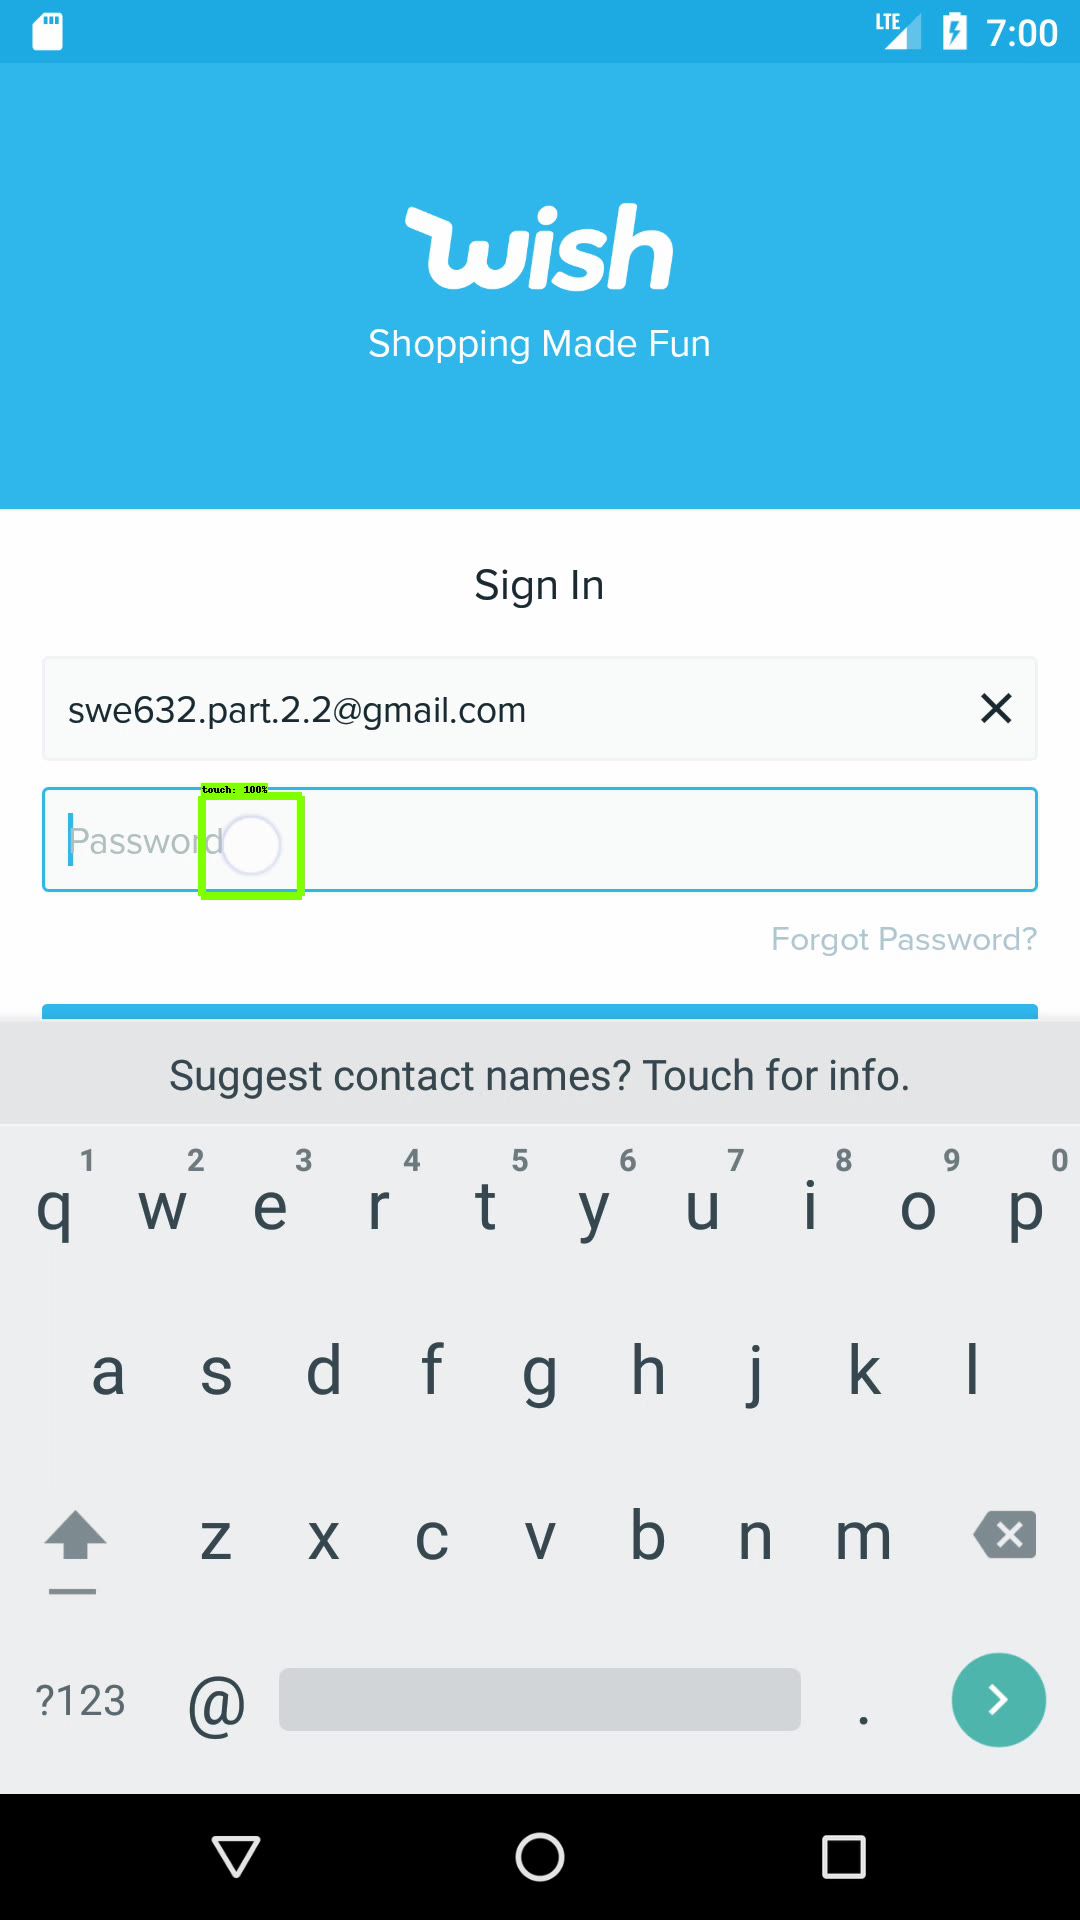 LTE 7:00
wish
Shopping Made Fun
Sign In
swe632.part.2.2@gmail.com
touch: 100%
Password
Forgot Password?
Suggest contact names? Touch for info.
1 2 3 4 5 6 7 8 9 0
q w e r t y u i o p
a s d f g h j k l
z x c v b n m
?123 @ .